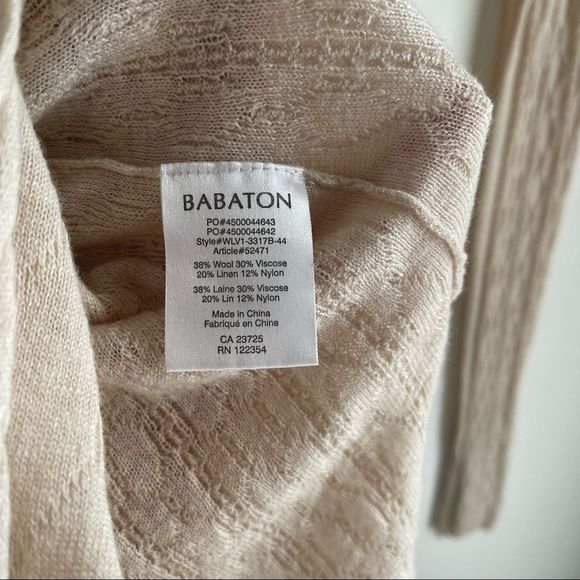 BABATON
PO#4500044643
PO#4500044642
Style#WLV1-3317B-44
Article#52471
38% Wool 30% Viscose
20% Linen 12% Nylon
38% Laine 30% Viscose
20% Lin 12% Nylon
Made in China
Fabriqué en Chine
CA 23725
RN 122354